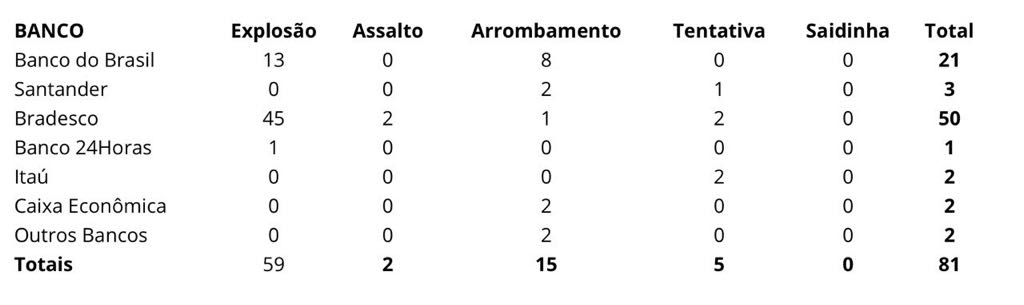 BANCO Explosão Assalto Arrombamento Tentativa Saidinha Total
Banco do Brasil 13 0 8 0 0 21
Santander 0 0 2 1 0 3
Bradesco 45 2 1 2 0 50
Banco 24Horas 1 0 0 0 0 1
Itaú 0 0 0 2 0 2
Caixa Econômica 0 0 2 0 0 2
Outros Bancos 0 0 2 0 0 2
Totais 59 2 15 5 0 81